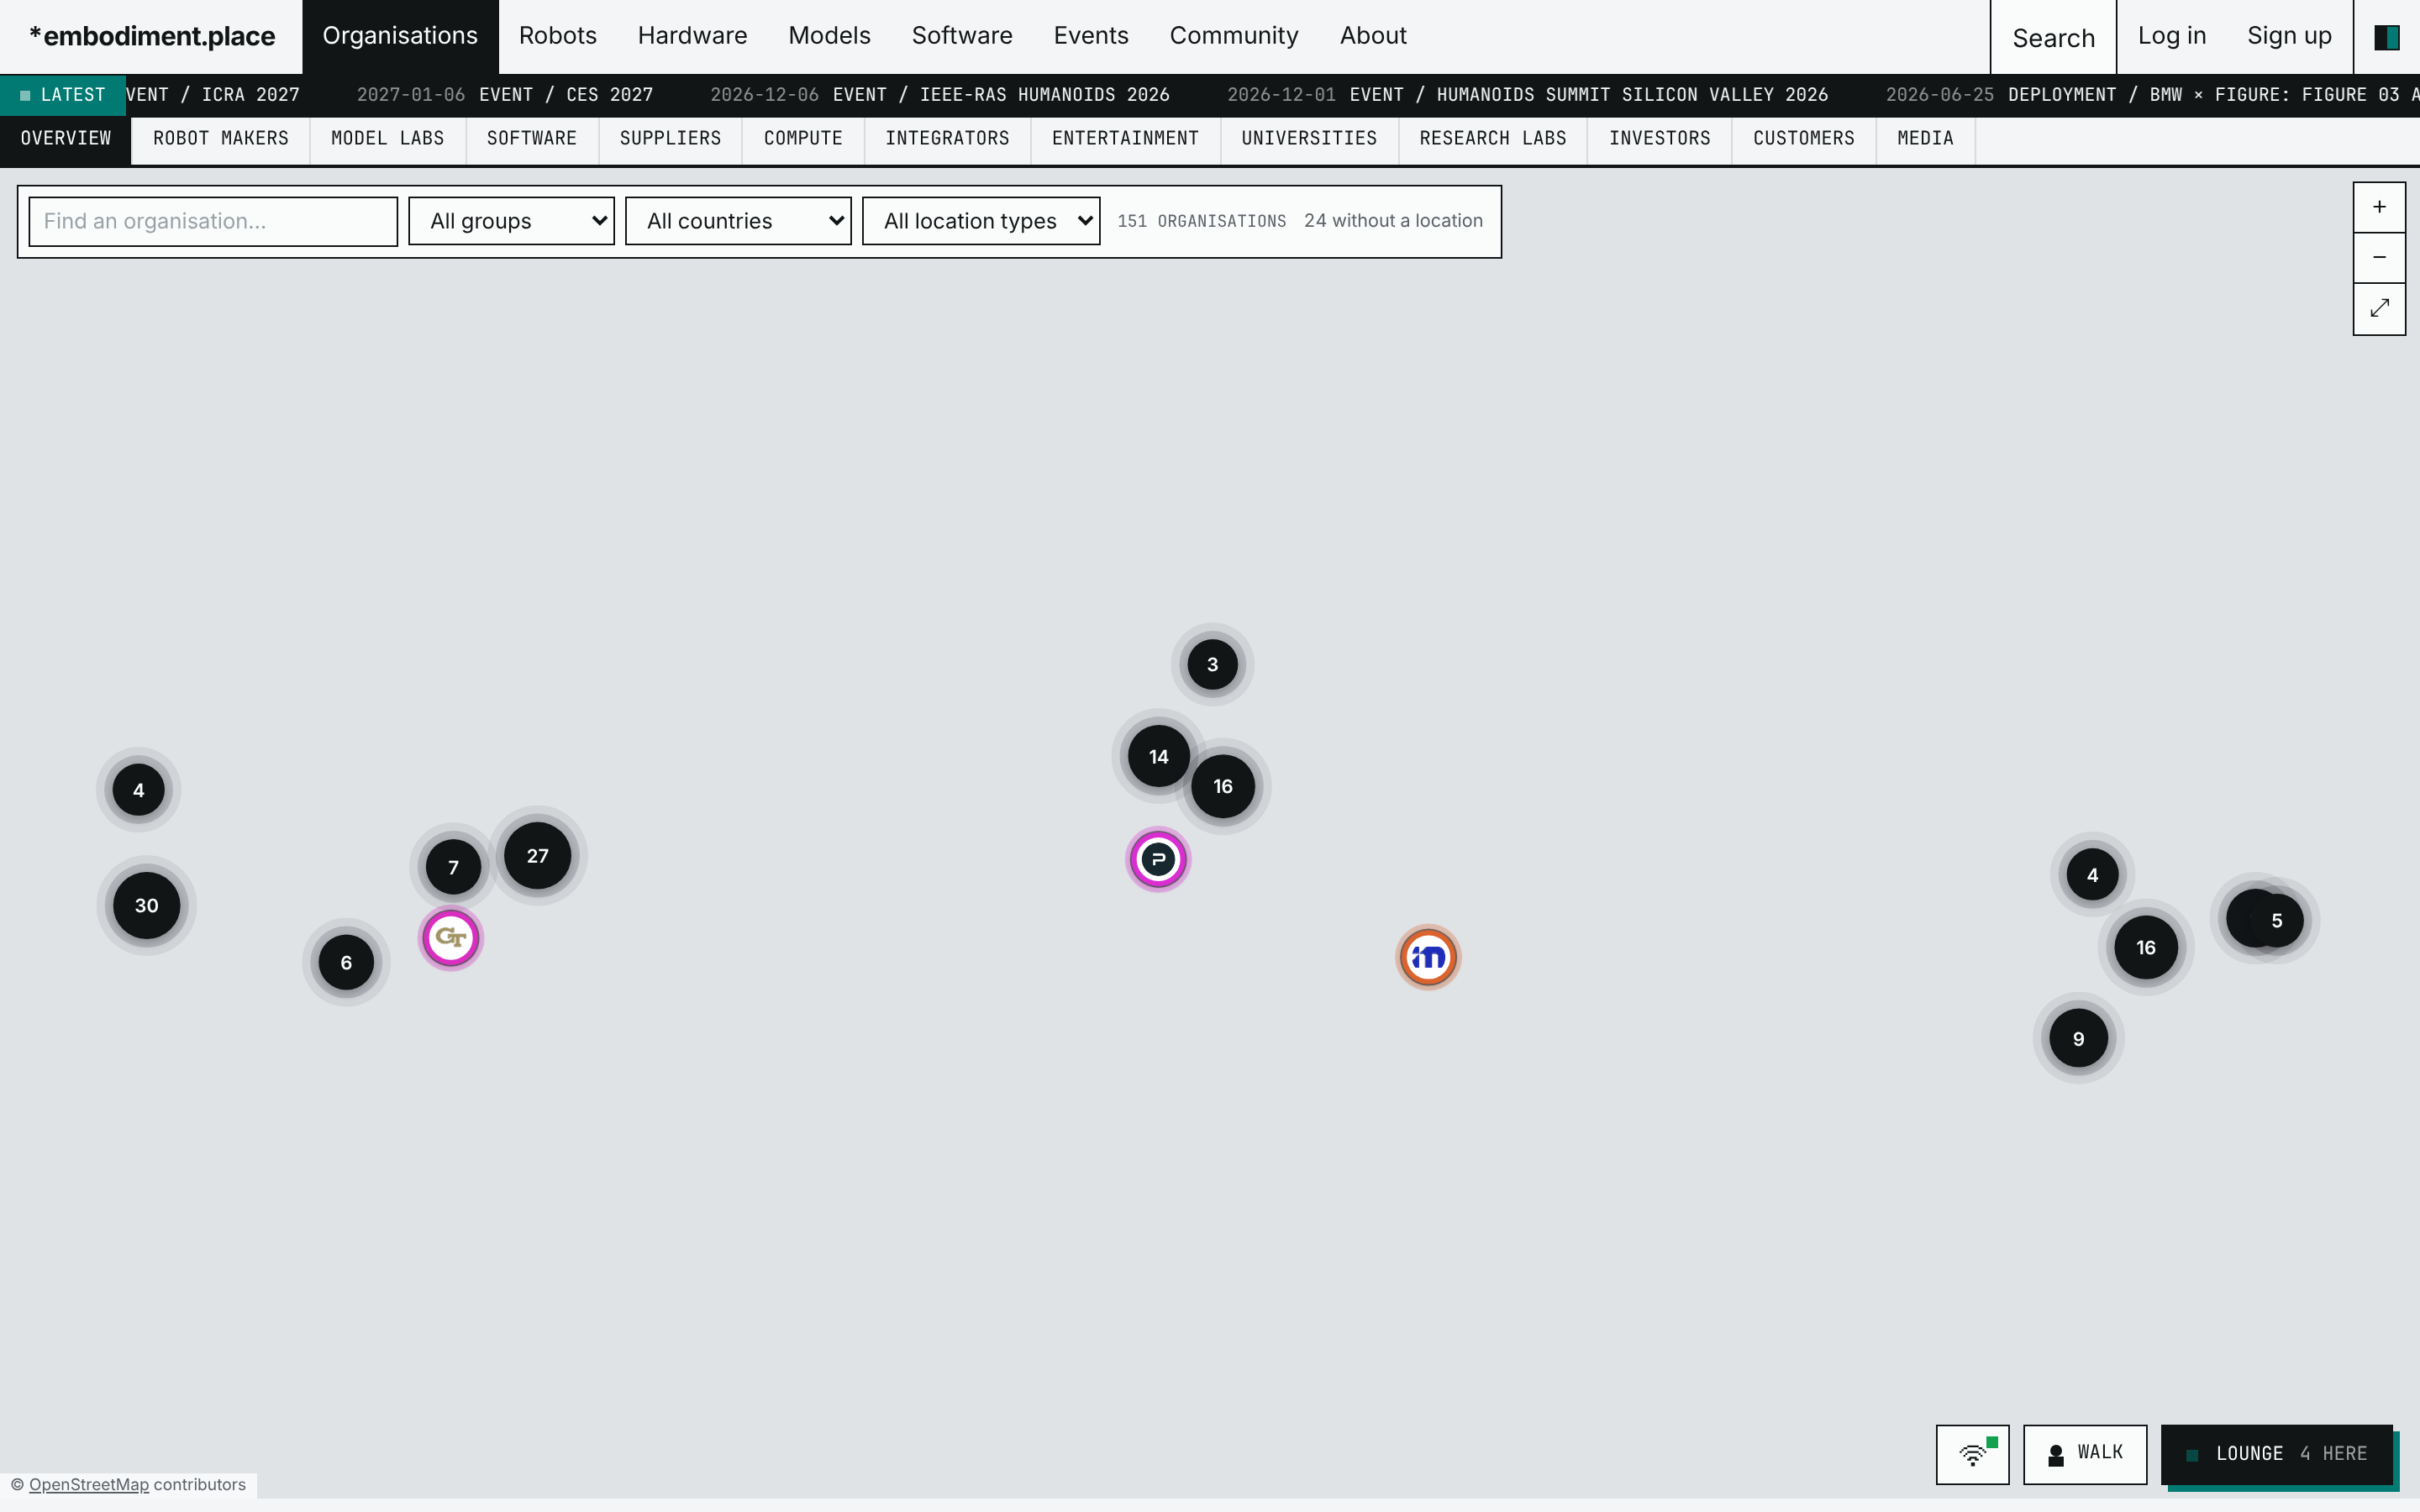 *embodiment.place Organisations Robots Hardware Models Software Events Community About Search Log in Sign up
LATEST VENT / ICRA 2027 2027-01-06 EVENT / CES 2027 2026-12-06 EVENT / IEEE-RAS HUMANOIDS 2026 2026-12-01 EVENT / HUMANOIDS SUMMIT SILICON VALLEY 2026 2026-06-25 DEPLOYMENT / BMW × FIGURE: FIGURE 03 A
OVERVIEW ROBOT MAKERS MODEL LABS SOFTWARE SUPPLIERS COMPUTE INTEGRATORS ENTERTAINMENT UNIVERSITIES RESEARCH LABS INVESTORS CUSTOMERS MEDIA
Find an organisation... All groups All countries All location types 151 ORGANISATIONS 24 without a location
+
−
3
14
16
4
7
27
30
6
GT
P
m
4
16
5
9
WALK LOUNGE 4 HERE
© OpenStreetMap contributors